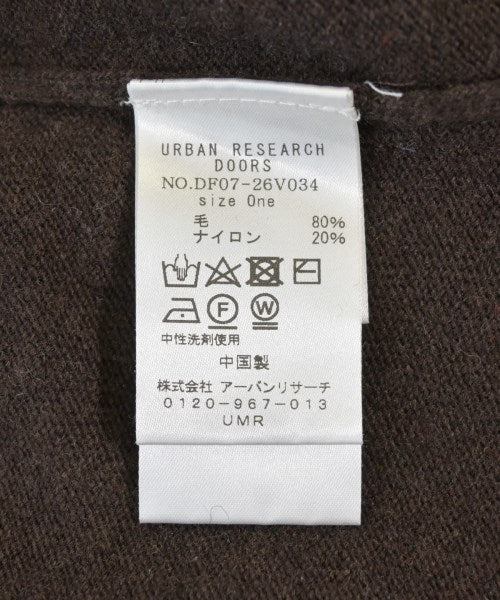 URBAN RESEARCH
DOORS
NO.DF07-26V034
size One
毛 80%
ナイロン 20%
F W
中性洗剤使用
中国製
株式会社 アーバンリサーチ
0120-967-013
UMR